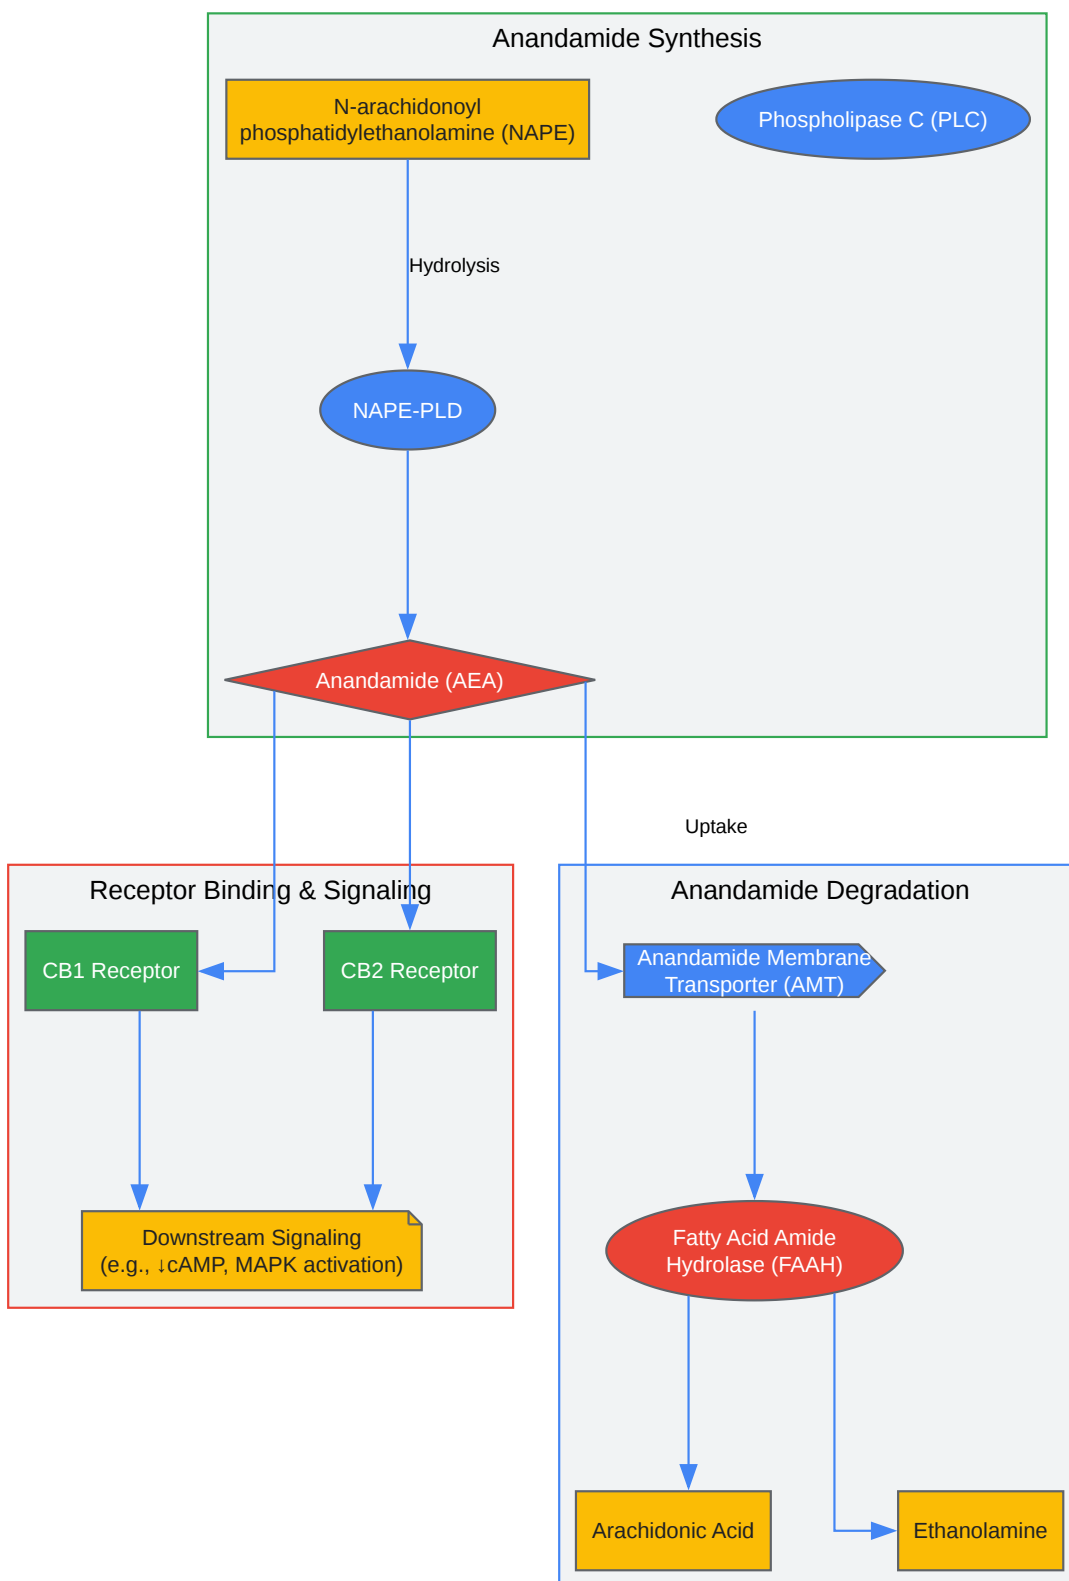 Anandamide Synthesis
N-arachidonoyl
phosphatidylethanolamine (NAPE)
Phospholipase C (PLC)
Hydrolysis
NAPE-PLD
Anandamide (AEA)
Uptake
Receptor Binding & Signaling
CB1 Receptor
CB2 Receptor
Downstream Signaling
(e.g., ↓cAMP, MAPK activation)
Anandamide Degradation
Anandamide Membrane
Transporter (AMT)
Fatty Acid Amide
Hydrolase (FAAH)
Arachidonic Acid
Ethanolamine